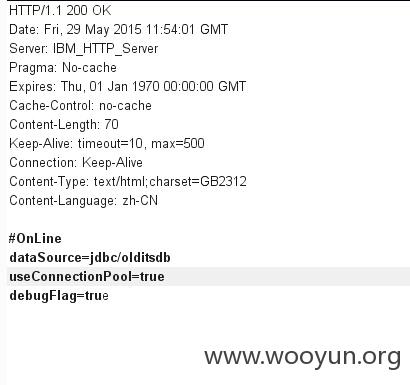 HTTP/1.1 200 OK
Date: Fri, 29 May 2015 11:54:01 GMT
Server: IBM_HTTP_Server
Pragma: No-cache
Expires: Thu, 01 Jan 1970 00:00:00 GMT
Cache-Control: no-cache
Content-Length: 70
Keep-Alive: timeout=10, max=500
Connection: Keep-Alive
Content-Type: text/html;charset=GB2312
Content-Language: zh-CN
#OnLine
dataSource=jdbc/olditsdb
useConnectionPool=true
debugFlag=true
www.wooyun.org